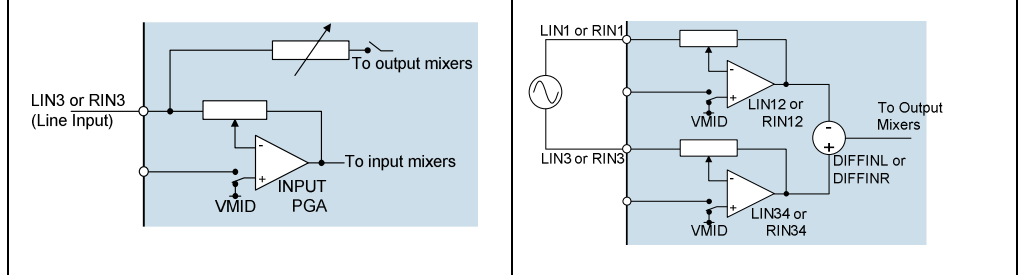 To output mixers
LIN3 or RIN3
(Line Input)
-
+
To input mixers
INPUT
PGA
VMID
LIN1 or RIN1
-
+
LIN12 or
RIN12
VMID
To Output
Mixers
-
+
LIN3 or RIN3
DIFFINL or
DIFFINR
-
+
LIN34 or
RIN34
VMID